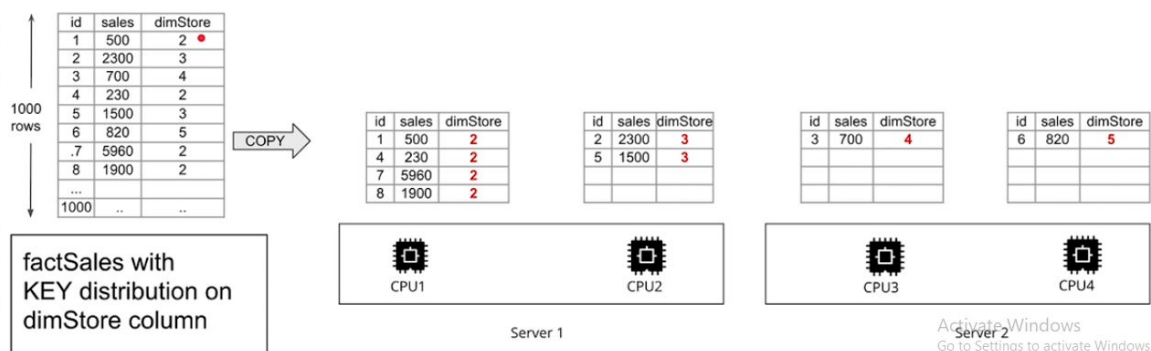 1000
rows
id sales dimStore
1 500 2
2 2300 3
3 700 4
4 230 2
5 1500 3
6 820 5
.7 5960 2
8 1900 2
...
1000 .. ..
COPY
id sales dimStore
1 500 2
4 230 2
7 5960 2
8 1900 2
id sales dimStore
2 2300 3
5 1500 3
id sales dimStore
3 700 4
id sales dimStore
6 820 5
factSales with
KEY distribution on
dimStore column
CPU1
CPU2
CPU3
CPU4
Server 1
Server 2
Activate Windows
Go to Settings to activate Windows